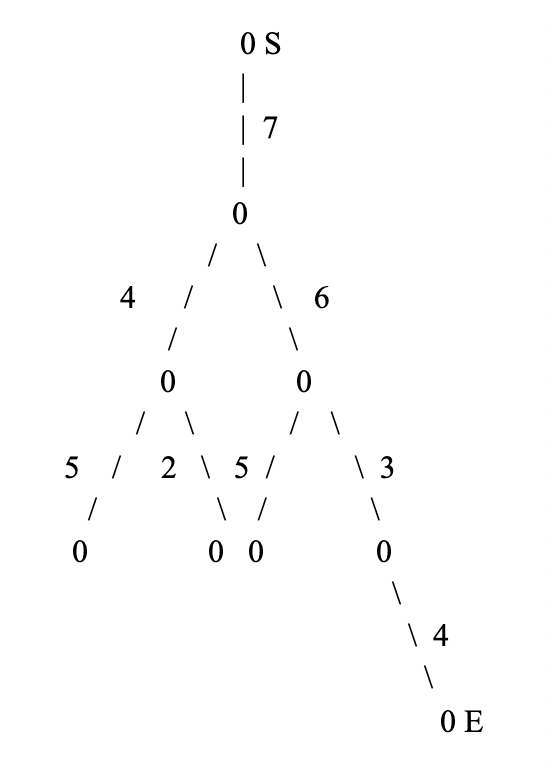 0 S
|
| 7
|
0
/ \
4 / \ 6
/ \
0 0
/ \ / \
5 / 2 \ 5 / \ 3
/ \ / \
0 0 0 0
\
\ 4
\
0 E